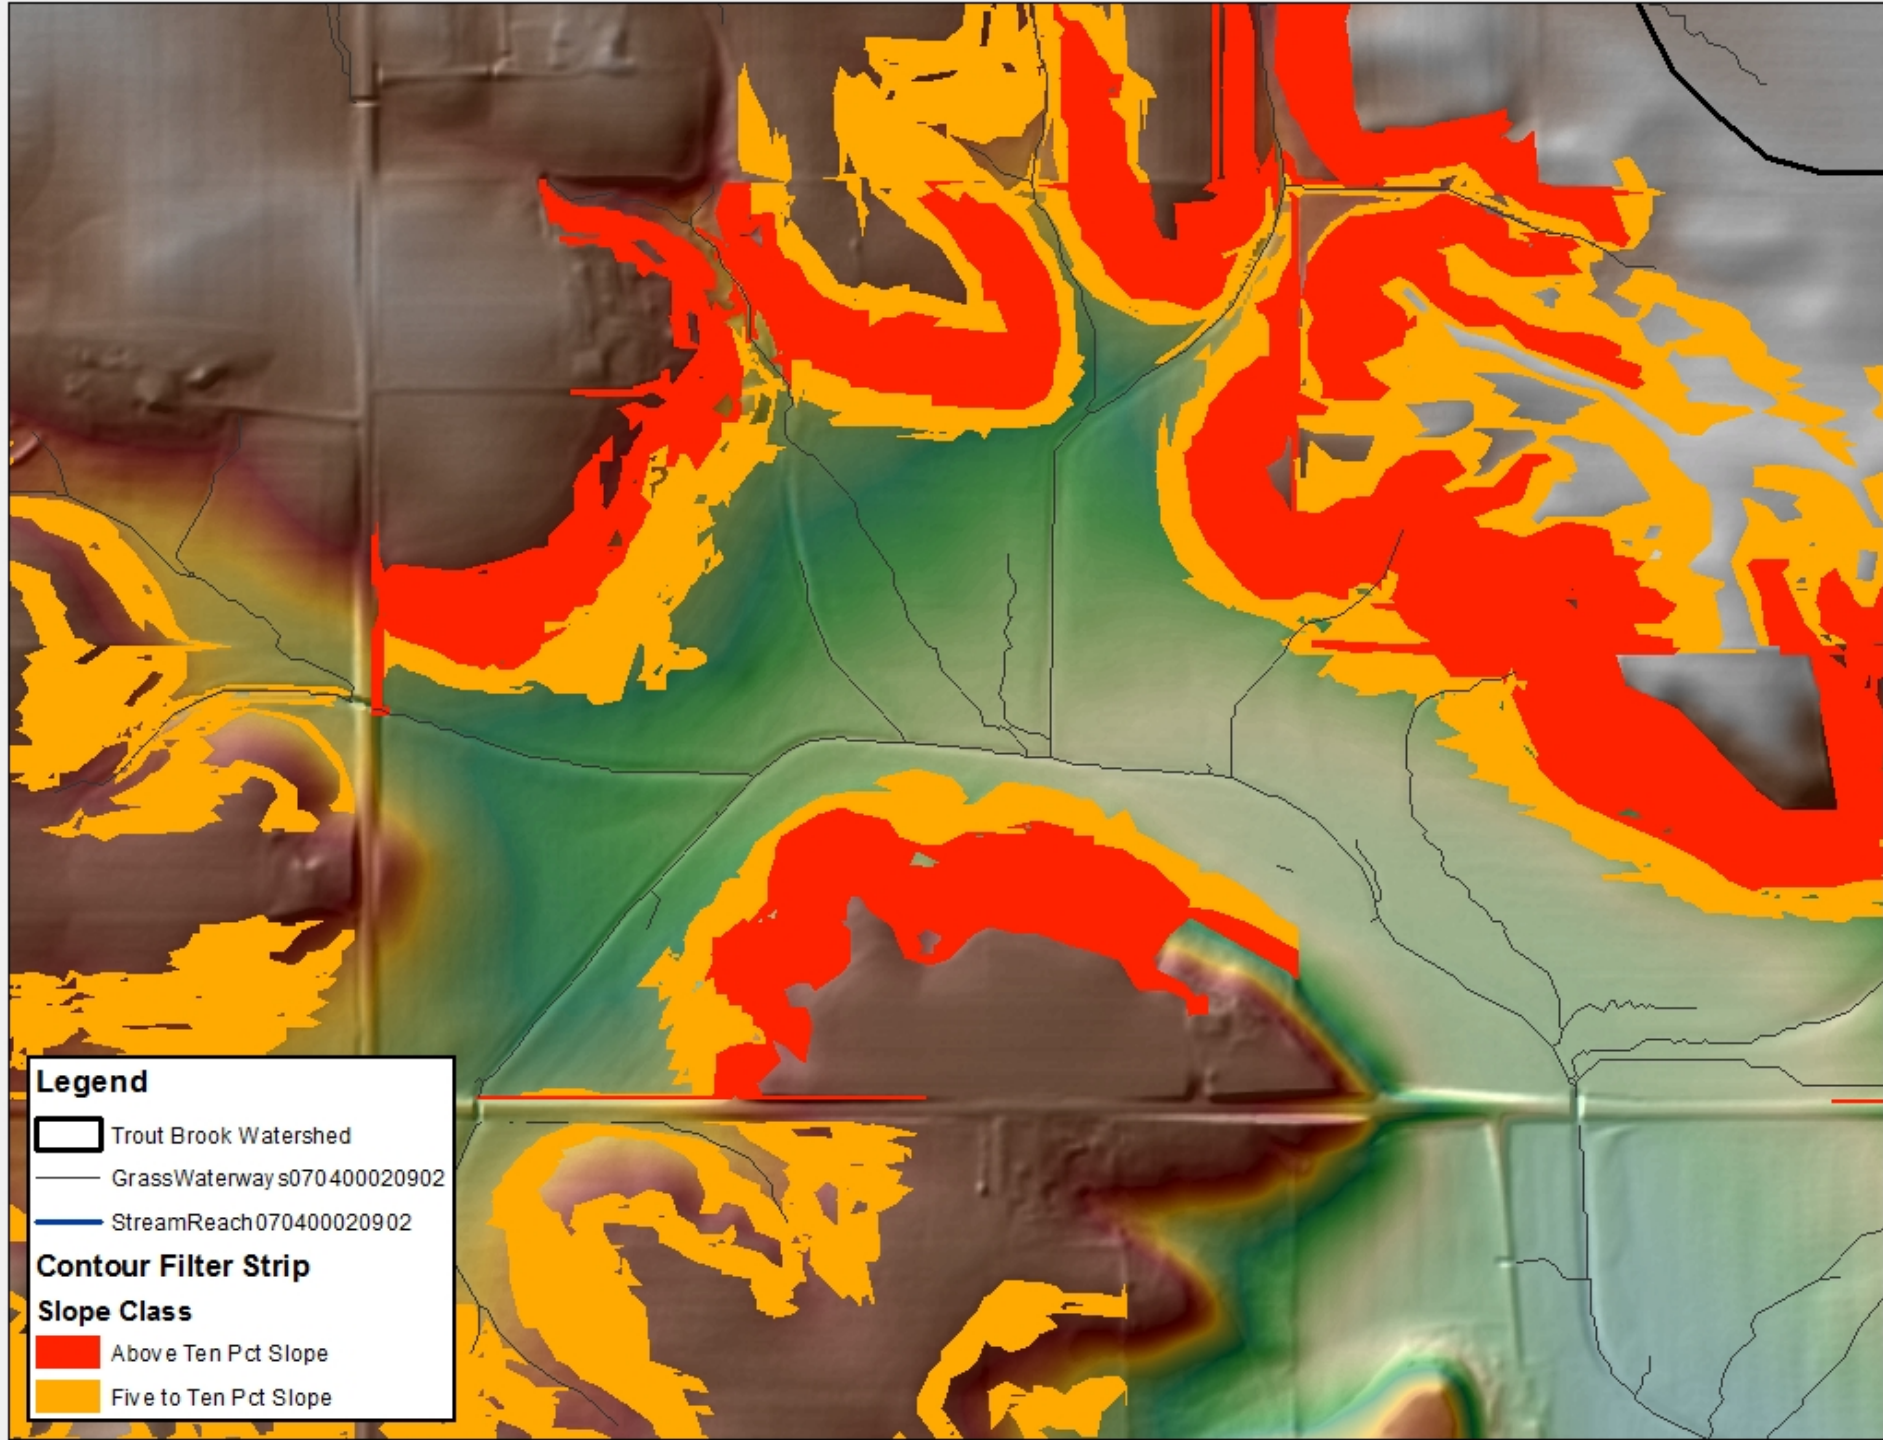 Legend
Trout Brook Watershed
GrassWaterways070400020902
StreamReach070400020902
Contour Filter Strip
Slope Class
Above Ten Pct Slope
Five to Ten Pct Slope